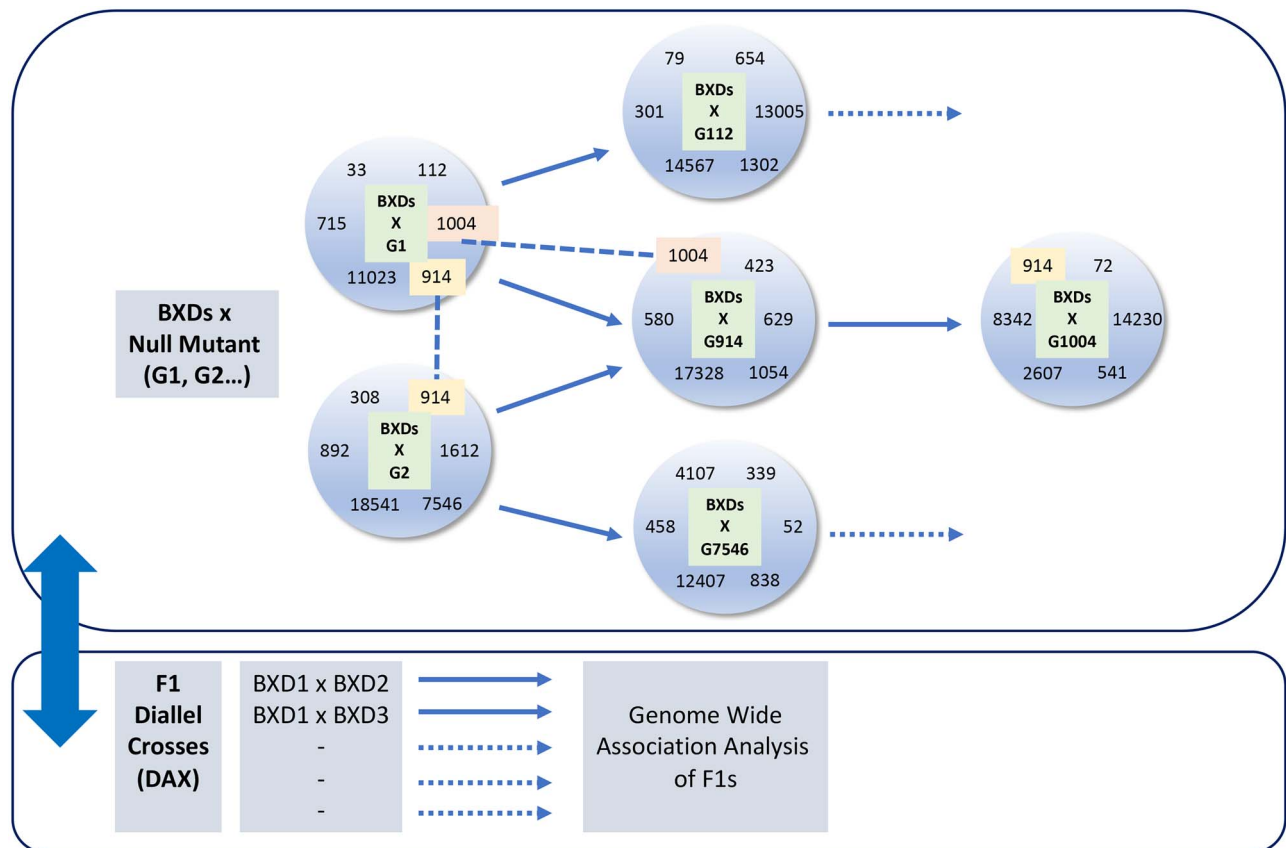 BXDs x
Null Mutant
(G1, G2...)
33 112
715 1004
11023 914
BXDs
X
G1
308 914
892 1612
18541 7546
BXDs
X
G2
79 654
301 13005
14567 1302
BXDs
X
G112
1004 423
580 629
17328 1054
BXDs
X
G914
4107 339
458 52
12407 838
BXDs
X
G7546
914 72
8342 14230
2607 541
BXDs
X
G1004
F1
Diallel
Crosses
(DAX)
BXD1 x BXD2
BXD1 x BXD3
-
-
-
Genome Wide
Association Analysis
of F1s